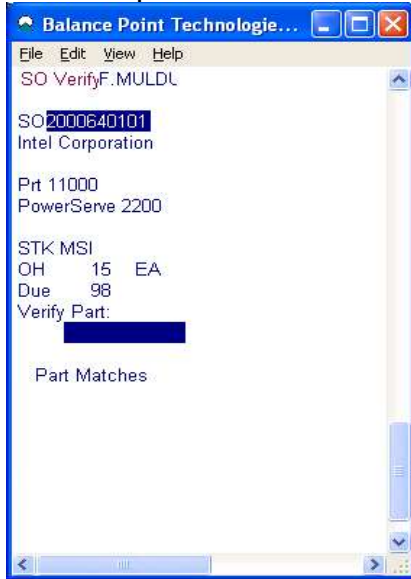 Balance Point Technologie...
File Edit View Help
SO VerifyF.MULDU
SO2000640101
Intel Corporation
Prt 11000
PowerServe 2200
STK MSI
OH 15 EA
Due 98
Verify Part:
Part Matches